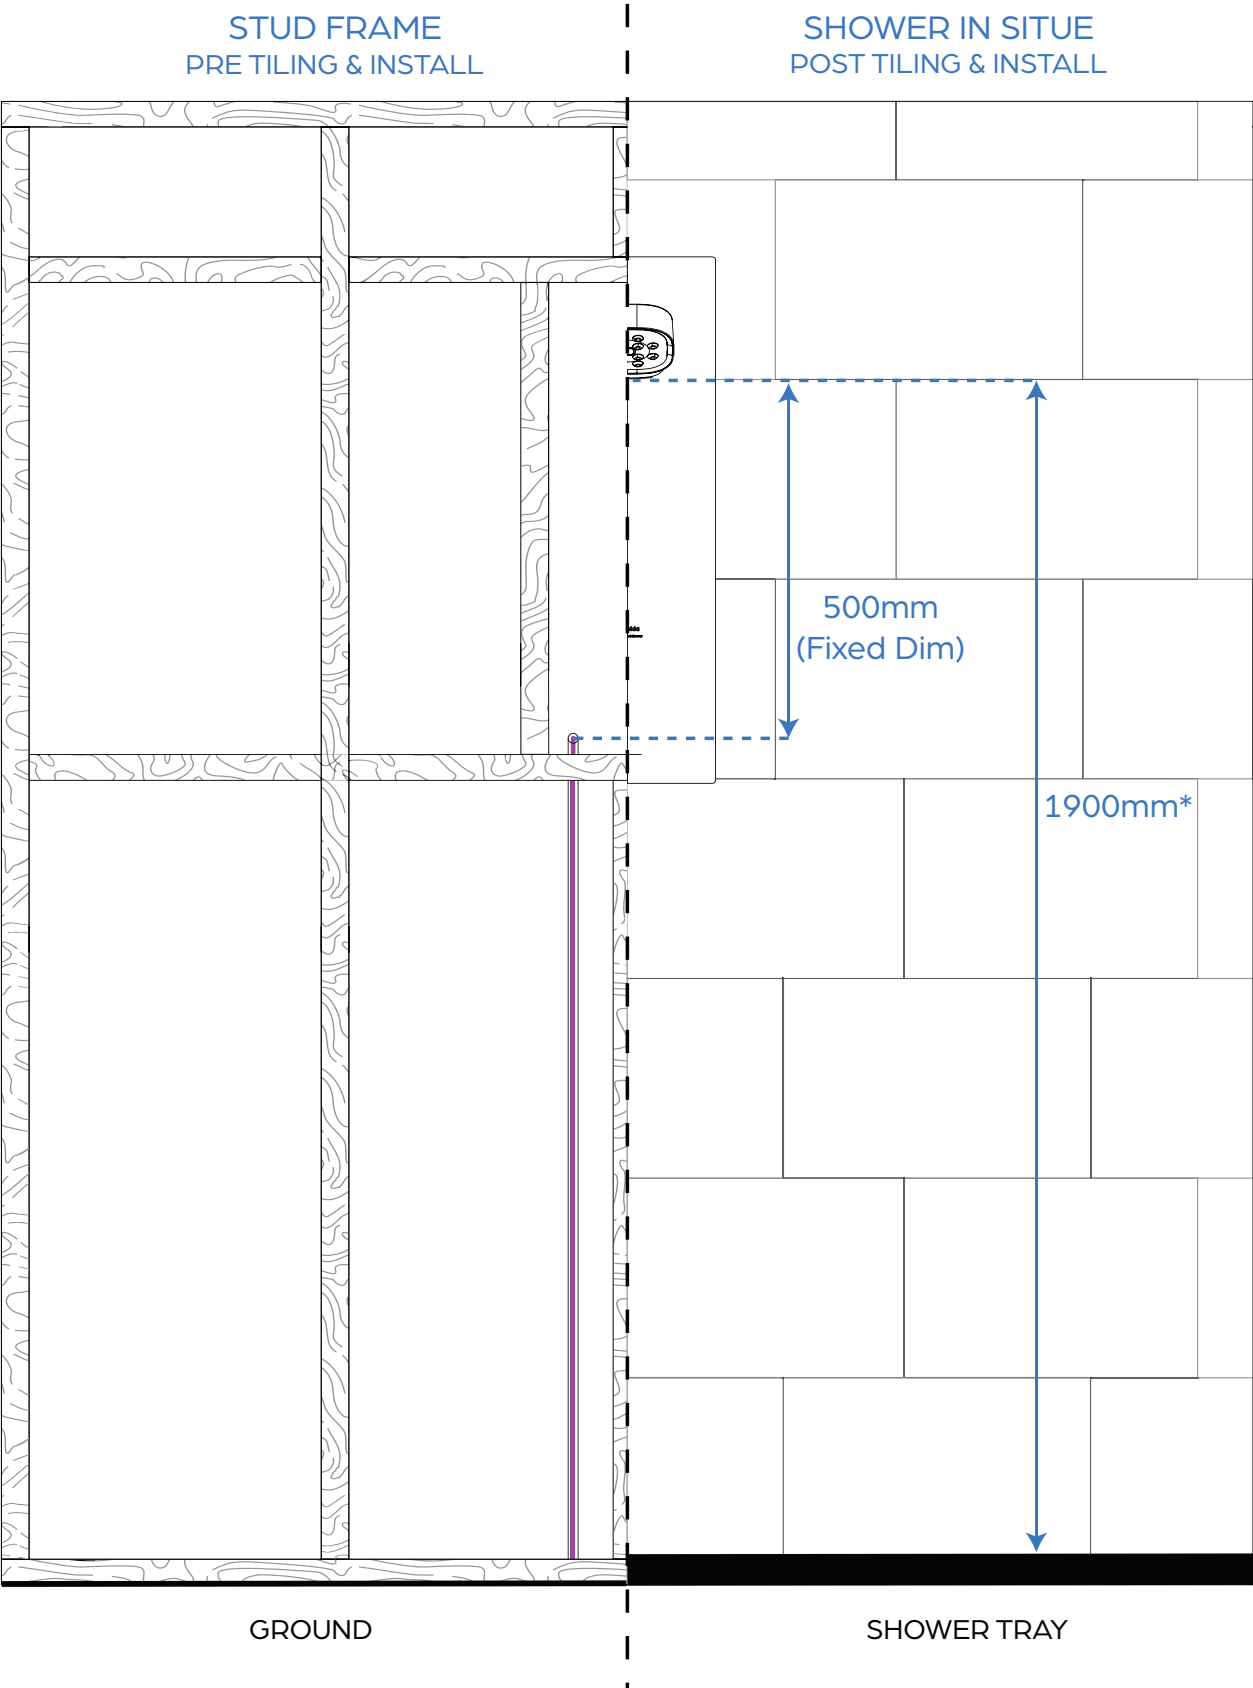 STUD FRAME
PRE TILING & INSTALL
SHOWER IN SITUE
POST TILING & INSTALL
500mm
(Fixed Dim)
1900mm*
GROUND
SHOWER TRAY